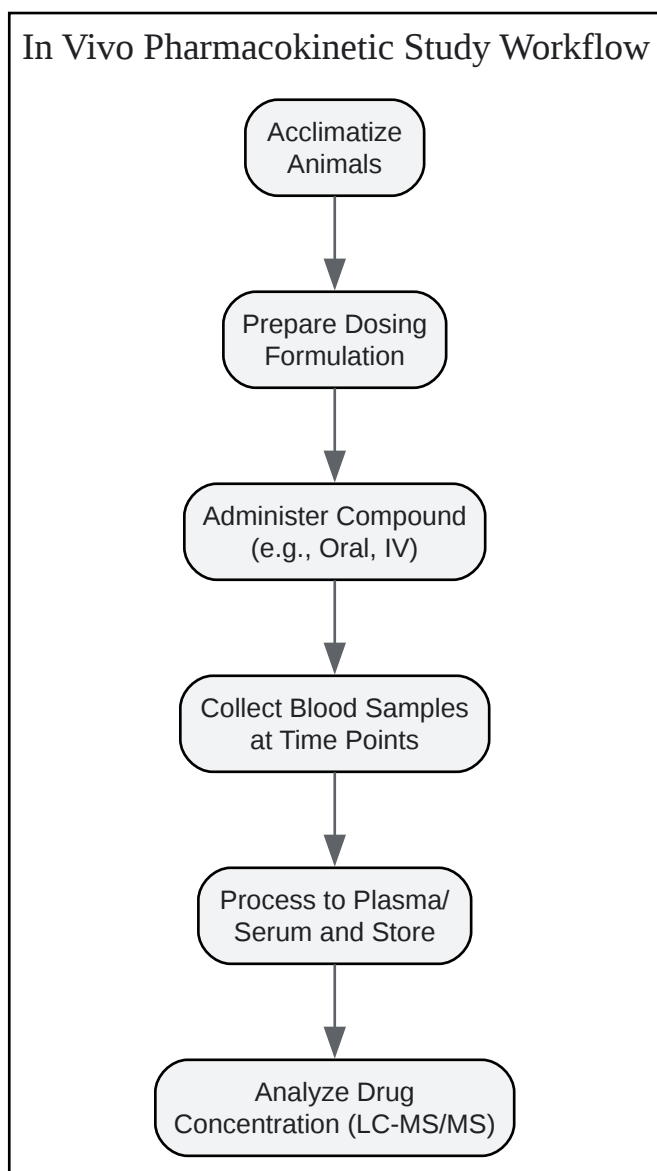 In Vivo Pharmacokinetic Study Workflow
Acclimatize
Animals
Prepare Dosing
Formulation
Administer Compound
(e.g., Oral, IV)
Collect Blood Samples
at Time Points
Process to Plasma/
Serum and Store
Analyze Drug
Concentration (LC-MS/MS)